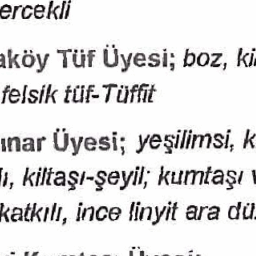 ercekli
aköy Tüf Üyesi; boz, ki
felsik tüf-Tüffit
ınar Üyesi; yeşilimsi, k
lı, kiltaşı-şeyil; kumtaşı v
katkılı, ince linyit ara dü
Üyesi;